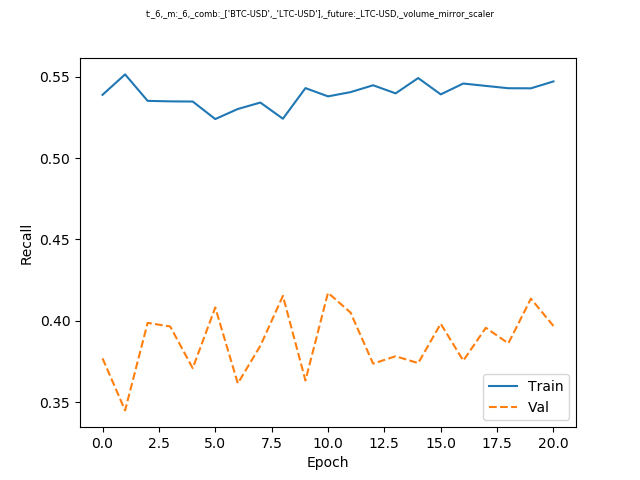 t:_6,_m:_6,_comb:_['BTC-USD',_'LTC-USD'],_future:_LTC-USD,_volume_mirror_scaler
0.55
0.50
0.45
0.40
0.35
Recall
Train
Val
0.0 2.5 5.0 7.5 10.0 12.5 15.0 17.5 20.0
Epoch